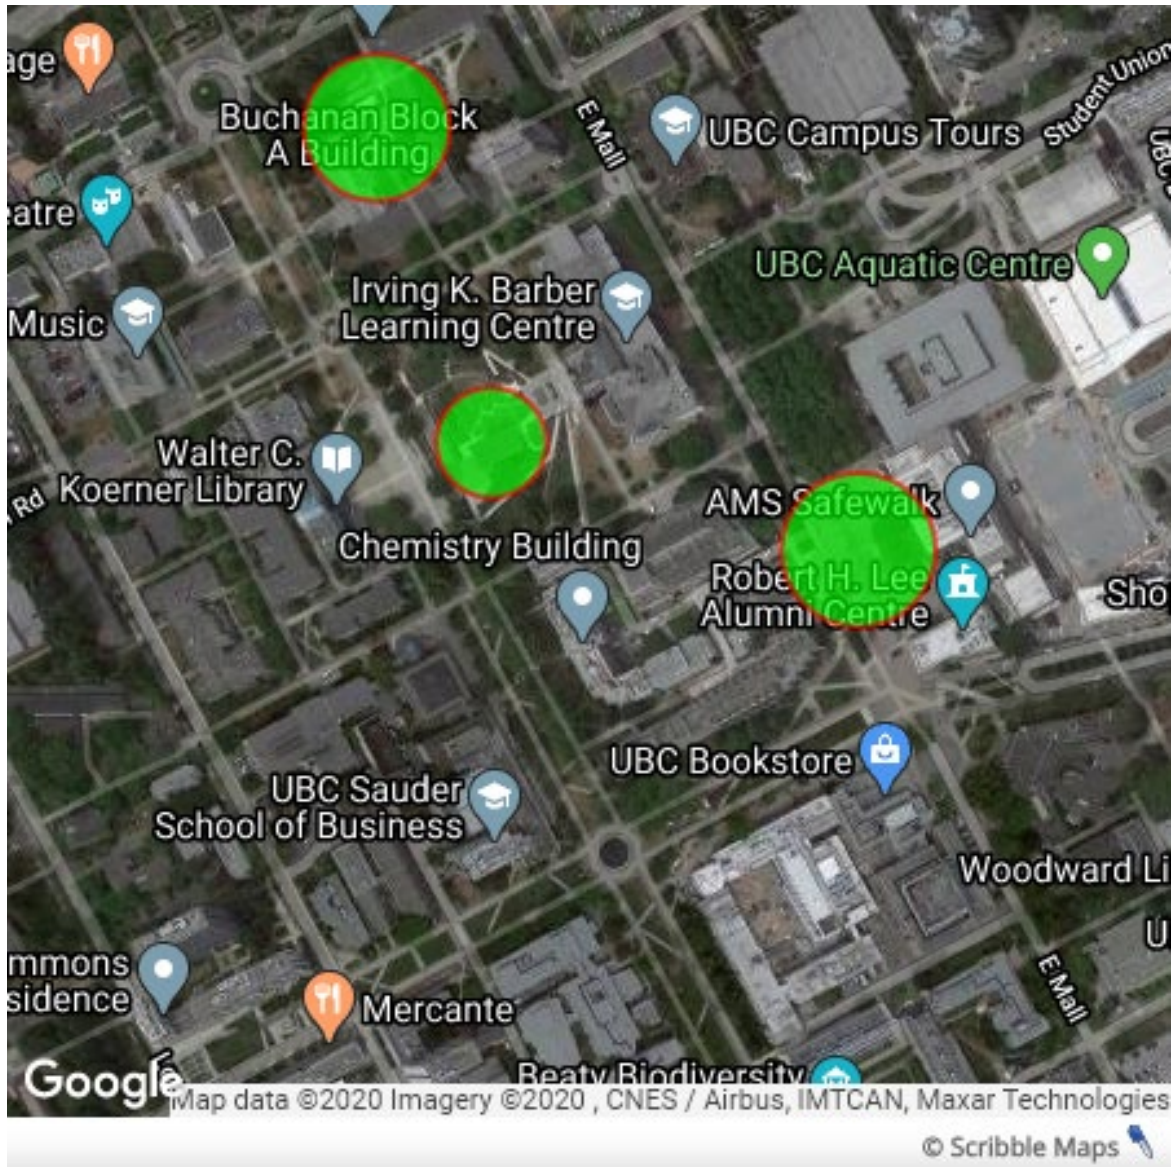 age
Buchanan Block
A Building
E Mall
UBC Campus Tours
Student Union
UBC
eatre
UBC Aquatic Centre
Irving K. Barber
Learning Centre
Music
Walter C.
Koerner Library
Rd
AMS Safewalk
Chemistry Building
Robert H. Lee
Alumni Centre
Sho
UBC Bookstore
UBC Sauder
School of Business
Woodward Li
U
mmons
sidence
E Mall
Mercante
Beaty Biodiversity
Google
Map data ©2020 Imagery ©2020 , CNES / Airbus, IMTCAN, Maxar Technologies
© Scribble Maps